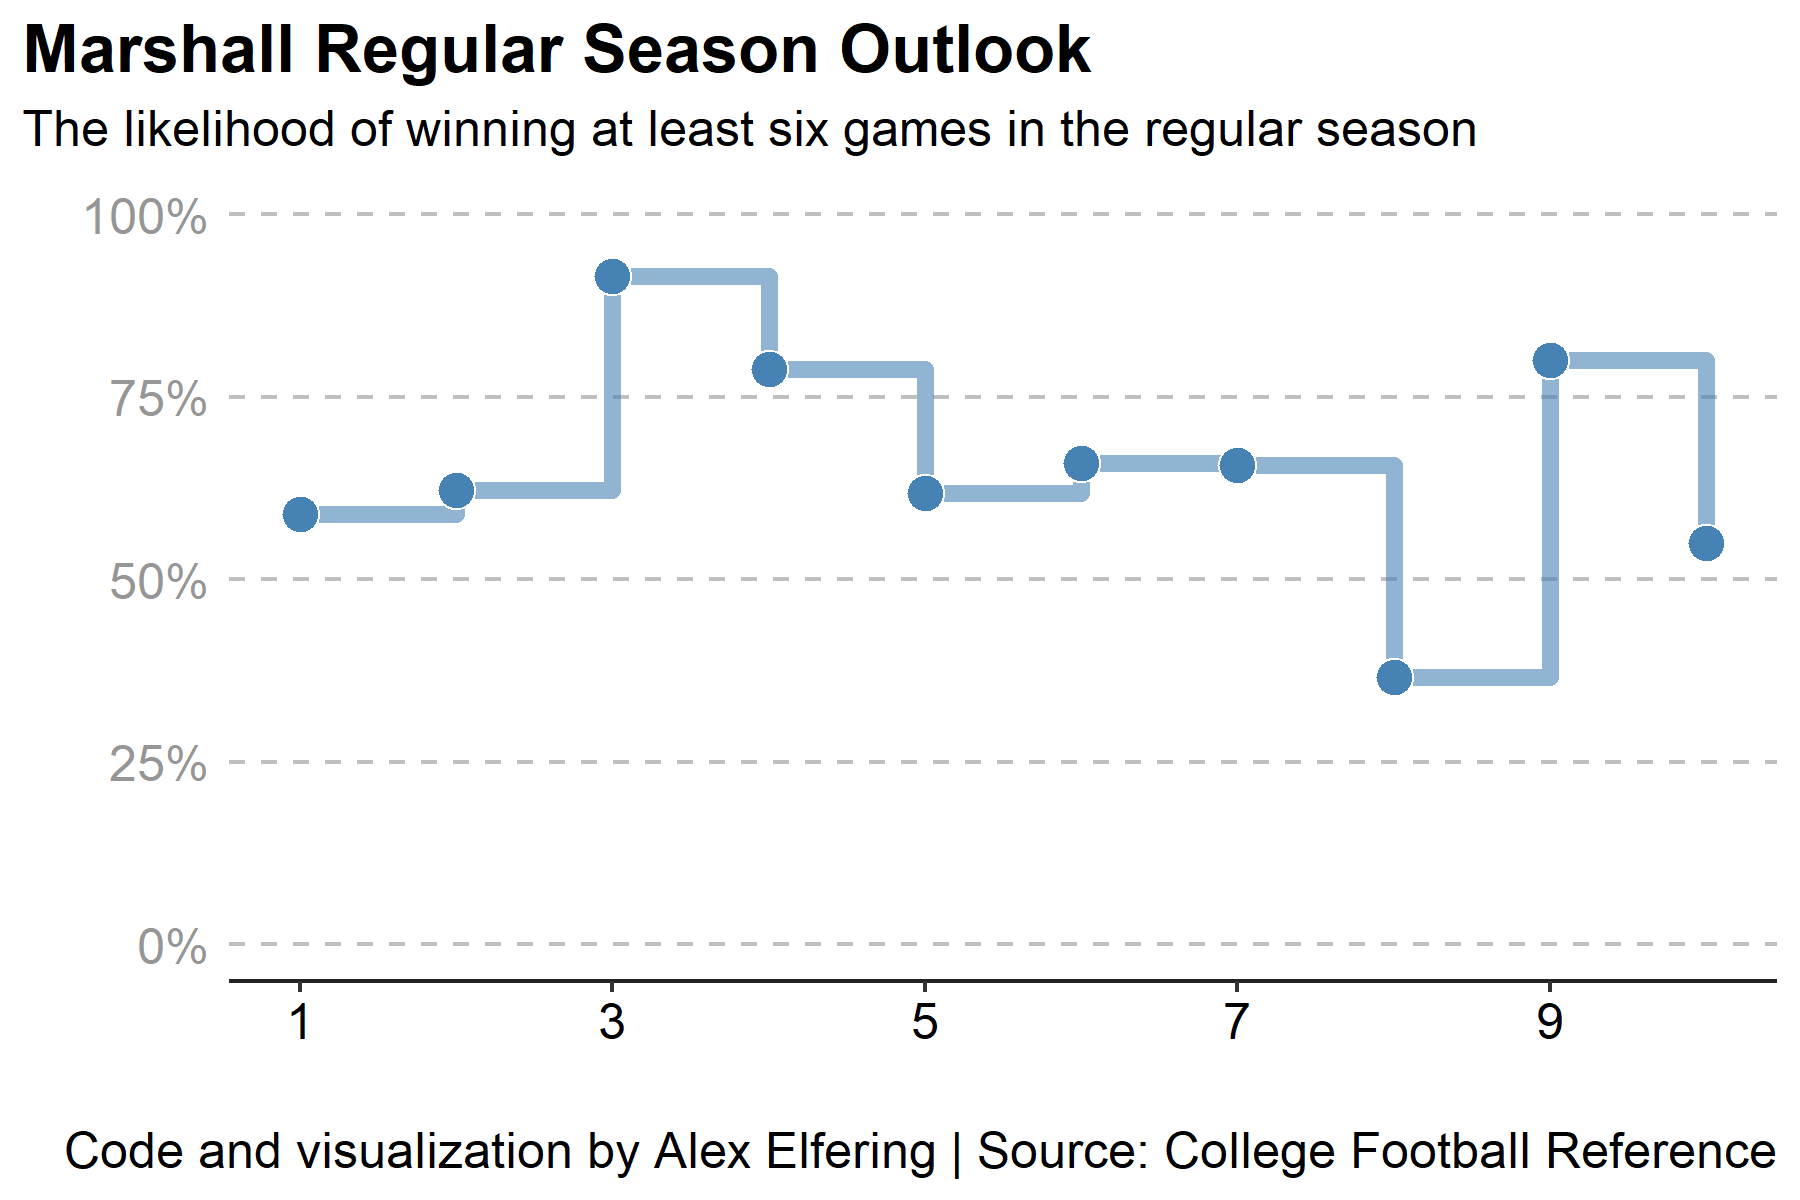 Marshall Regular Season Outlook
The likelihood of winning at least six games in the regular season
100%
75%
50%
25%
0%
1 3 5 7 9
Code and visualization by Alex Elfering | Source: College Football Reference